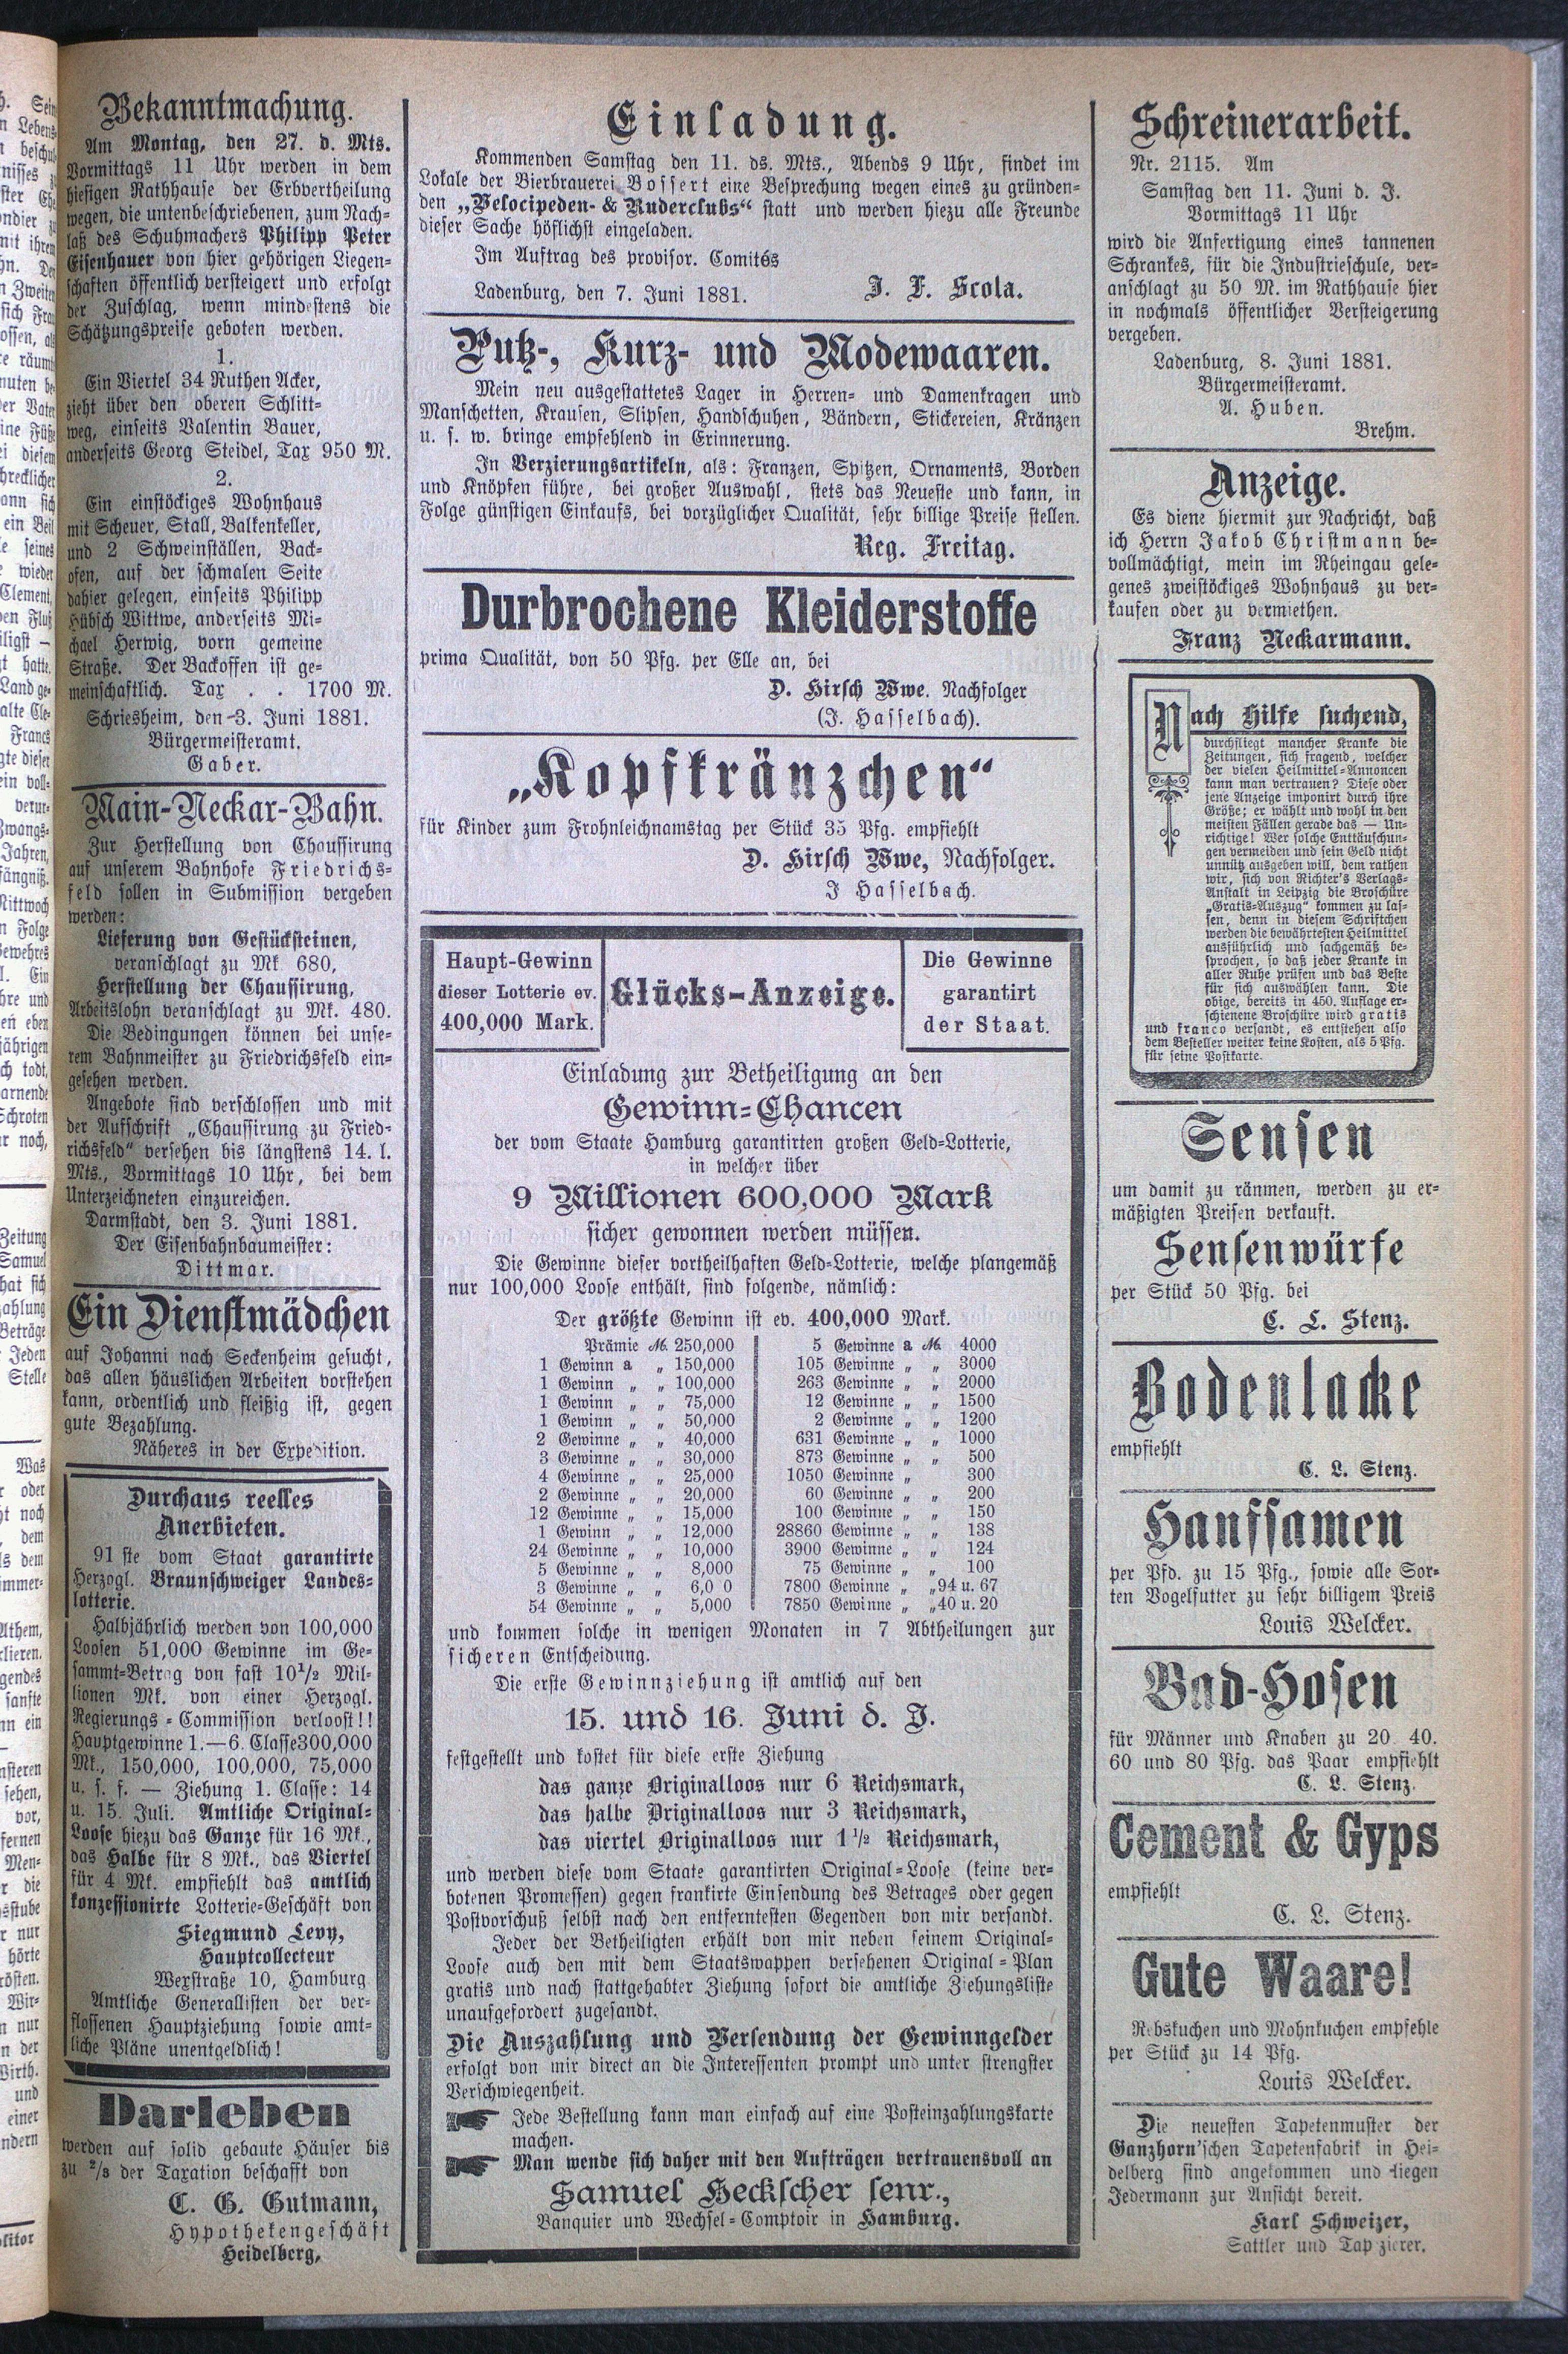 Bekanntmachung.
Am Montag, den 27. d. Mts.
Vormittags 11 Uhr werden in dem
hiesigen Rathhause der Erbvertheilung
wegen, die untenbeschriebenen, zum Nach-
laß des Schuhmachers Philipp Peter
Eisenhauer von hier gehörigen Liegen-
schaften öffentlich versteigert und erfolgt
der Zuschlag, wenn mindestens die
Schätzungspreise geboten werden.
1.
Ein Viertel 34 Ruthen Acker,
zieht über den oberen Schlitt-
weg, einseits Valentin Bauer,
anderseits Georg Steidel, Tax 950 M.
2.
Ein einstöckiges Wohnhaus
mit Scheuer, Stall, Balkenkeller,
und 2 Schweinställen, Back-
ofen, auf der schmalen Seite
dahier gelegen, einseits Philipp
Hübsch Wittwe, anderseits Mi-
chael Herwig, vorn gemeine
Straße. Der Backoffen ist ge-
meinschaftlich. Tax . . 1700 M.
Schriesheim, den 3. Juni 1881.
Bürgermeisteramt.
Gaber.
Main-Neckar-Bahn.
Zur Herstellung von Chaussirung
auf unserem Bahnhofe Friedrichs-
feld sollen in Submission vergeben
werden:
Lieferung von Gestücksteinen,
veranschlagt zu Mk. 680,
Herstellung der Chaussirung,
Arbeitslohn veranschlagt zu Mk. 480.
Die Bedingungen können bei unse-
rem Bahnmeister zu Friedrichsfeld ein-
gesehen werden.
Angebote sind verschlossen und mit
der Aufschrift „Chaussirung zu Fried-
richsfeld“ versehen bis längstens 14. l.
Mts., Vormittags 10 Uhr, bei dem
Unterzeichneten einzureichen.
Darmstadt, den 3. Juni 1881.
Der Eisenbahnbaumeister:
Dittmar.
Ein Dienstmädchen
auf Johanni nach Seckenheim gesucht,
das allen häuslichen Arbeiten vorstehen
kann, ordentlich und fleißig ist, gegen
gute Bezahlung.
Näheres in der Expedition.
Durchaus reelles
Anerbieten.
91 ste vom Staat garantirte
Herzogl. Braunschweiger Landes-
lotterie.
Halbjährlich werden von 100,000
Loosen 51,000 Gewinne im Ge-
sammt-Betrag von fast 10 1/2 Mil-
lionen Mk. von einer Herzogl.
Regierungs-Commission verloost!!
Hauptgewinne 1.—6. Classe 300,000
Mk., 150,000, 100,000, 75,000
u. s. f. — Ziehung 1. Classe: 14
u. 15. Juli. Amtliche Original-
Loose hiezu das Ganze für 16 Mk.,
das Halbe für 8 Mk., das Viertel
für 4 Mk. empfiehlt das amtlich
konzessionirte Lotterie-Geschäft von
Siegmund Levy,
Hauptcollecteur
Wexstraße 10, Hamburg
Amtliche Generallisten der ver-
flossenen Hauptziehung sowie amt-
liche Pläne unentgeldlich!
Darlehen
werden auf solid gebaute Häuser bis
zu 2/3 der Taxation beschafft von
C. G. Gutmann,
Hypothekengeschäft
Heidelberg,
Einladung.
Kommenden Samstag den 11. ds. Mts., Abends 9 Uhr, findet im
Lokale der Bierbrauerei Bossert eine Besprechung wegen eines zu gründen-
den „Velocipeden- & Ruderclubs“ statt und werden hiezu alle Freunde
dieser Sache höflichst eingeladen.
Im Auftrag des provisor. Comités
Ladenburg, den 7. Juni 1881. J. F. Scola.
Putz-, Kurz- und Modewaaren.
Mein neu ausgestattetes Lager in Herren- und Damenkragen und
Manschetten, Krausen, Slipsen, Handschuhen, Bändern, Stickereien, Kränzen
u. s. w. bringe empfehlend in Erinnerung.
In Verzierungsartikeln, als: Franzen, Spitzen, Ornaments, Borden
und Knöpfen führe, bei großer Auswahl, stets das Neueste und kann, in
Folge günstigen Einkaufs, bei vorzüglicher Qualität, sehr billige Preise stellen.
Reg. Freitag.
Durbrochene Kleiderstoffe
prima Qualität, von 50 Pfg. per Elle an, bei
D. Hirsch Wwe. Nachfolger
(J. Hasselbach).
„Kopfkränzchen“
für Kinder zum Frohnleichnamstag per Stück 35 Pfg. empfiehlt
D. Hirsch Wwe, Nachfolger.
J Hasselbach.
Haupt-Gewinn
dieser Lotterie ev.
400,000 Mark.
Glücks-Anzeige.
Die Gewinne
garantirt
der Staat.
Einladung zur Betheiligung an den
Gewinn-Chancen
der vom Staate Hamburg garantirten großen Geld-Lotterie,
in welcher über
9 Millionen 600,000 Mark
sicher gewonnen werden müssen.
Die Gewinne dieser vortheilhaften Geld-Lotterie, welche plangemäß
nur 100,000 Loose enthält, sind folgende, nämlich:
Der größte Gewinn ist ev. 400,000 Mark.
Prämie M. 250,000 5 Gewinne a M. 4000
1 Gewinn a „ 150,000 105 Gewinne „ „ 3000
1 Gewinn „ „ 100,000 263 Gewinne „ „ 2000
1 Gewinn „ „ 75,000 12 Gewinne „ „ 1500
1 Gewinn „ „ 50,000 2 Gewinne „ „ 1200
2 Gewinne „ „ 40,000 631 Gewinne „ „ 1000
3 Gewinne „ „ 30,000 873 Gewinne „ „ 500
4 Gewinne „ „ 25,000 1050 Gewinne „ 300
2 Gewinne „ „ 20,000 60 Gewinne „ „ 200
12 Gewinne „ „ 15,000 100 Gewinne „ „ 150
1 Gewinn „ „ 12,000 28860 Gewinne „ „ 138
24 Gewinne „ „ 10,000 3900 Gewinne „ „ 124
5 Gewinne „ „ 8,000 75 Gewinne „ „ 100
3 Gewinne „ „ 6,0 0 7800 Gewinne „ „ 94 u. 67
54 Gewinne „ „ 5,000 7850 Gewinne „ „ 40 u. 20
und kommen solche in wenigen Monaten in 7 Abtheilungen zur
sicheren Entscheidung.
Die erste Gewinnziehung ist amtlich auf den
15. und 16. Juni d. J.
festgestellt und kostet für diese erste Ziehung
das ganze Originalloos nur 6 Reichsmark,
das halbe Originalloos nur 3 Reichsmark,
das viertel Originalloos nur 1 1/2 Reichsmark,
und werden diese vom Staate garantirten Original-Loose (keine ver-
botenen Promessen) gegen frankirte Einsendung des Betrages oder gegen
Postvorschuß selbst nach den entferntesten Gegenden von mir versandt.
Jeder der Betheiligten erhält von mir neben seinem Original-
Loose auch den mit dem Staatswappen versehenen Original-Plan
gratis und nach stattgehabter Ziehung sofort die amtliche Ziehungsliste
unaufgefordert zugesandt.
Die Auszahlung und Versendung der Gewinngelder
erfolgt von mir direct an die Interessenten prompt und unter strengster
Verschwiegenheit.
Jede Bestellung kann man einfach auf eine Posteinzahlungskarte
machen.
Man wende sich daher mit den Aufträgen vertrauensvoll an
Samuel Heckscher senr.,
Banquier und Wechsel-Comptoir in Hamburg.
Schreinerarbeit.
Nr. 2115. Am
Samstag den 11. Juni d. J.
Vormittags 11 Uhr
wird die Anfertigung eines tannenen
Schrankes, für die Industrieschule, ver-
anschlagt zu 50 M. im Rathhause hier
in nochmals öffentlicher Versteigerung
vergeben.
Ladenburg, 8. Juni 1881.
Bürgermeisteramt.
A. Huben.
Brehm.
Anzeige.
Es diene hiermit zur Nachricht, daß
ich Herrn Jakob Christmann be-
vollmächtigt, mein im Rheingau gele-
genes zweistöckiges Wohnhaus zu ver-
kaufen oder zu vermiethen.
Franz Neckarmann.
Nach Hilfe suchend,
durchfliegt mancher Kranke die
Zeitungen, sich fragend, welcher
der vielen Heilmittel-Annoncen
kann man vertrauen? Diese oder
jene Anzeige imponirt durch ihre
Größe; er wählt und wohl in den
meisten Fällen gerade das — Un-
richtige! Wer solche Enttäuschun-
gen vermeiden und sein Geld nicht
unnütz ausgeben will, dem rathen
wir, sich von Richter's Verlags-
Anstalt in Leipzig die Broschüre
„Gratis-Auszug“ kommen zu las-
sen, denn in diesem Schriftchen
werden die bewährtesten Heilmittel
ausführlich und sachgemäß be-
sprochen, so daß jeder Kranke in
aller Ruhe prüfen und das Beste
für sich auswählen kann. Die
obige, bereits in 450. Auflage er-
schienene Broschüre wird gratis
und franco versandt, es entstehen also
dem Besteller weiter keine Kosten, als 5 Pfg.
für seine Postkarte.
Sensen
um damit zu ränmen, werden zu er-
mäßigten Preisen verkauft.
Sensenwürfe
per Stück 50 Pfg. bei
C. L. Stenz.
Bodenlacke
empfiehlt
C. L. Stenz.
Hanfsamen
per Pfd. zu 15 Pfg., sowie alle Sor-
ten Vogelfutter zu sehr billigem Preis
Louis Welcker.
Bad-Hosen
für Männer und Knaben zu 20 40.
60 und 80 Pfg. das Paar empfiehlt
C. L. Stenz.
Cement & Gyps
empfiehlt
C. L. Stenz.
Gute Waare!
Rebskuchen und Mohnkuchen empfehle
per Stück zu 14 Pfg.
Louis Welcker.
Die neuesten Tapetenmuster der
Ganzhorn'schen Tapetenfabrik in Hei-
delberg sind angekommen und liegen
Jedermann zur Ansicht bereit.
Karl Schweizer,
Sattler und Tap zierer.